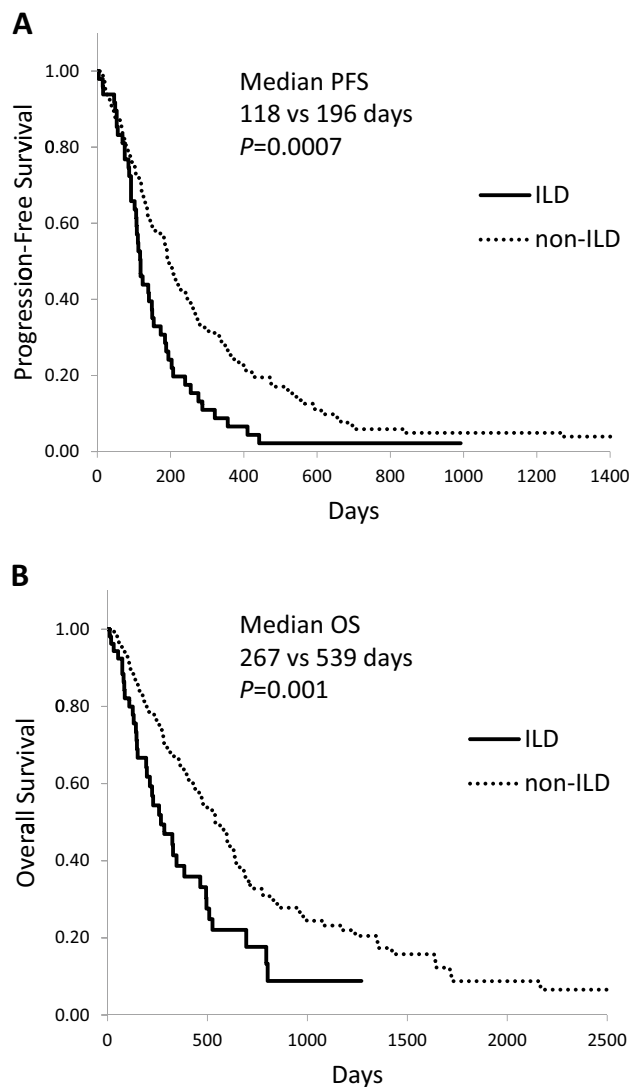 A
Median PFS
118 vs 196 days
P=0.0007
ILD
non-ILD
Progression-Free Survival
1.00
0.80
0.60
0.40
0.20
0.00
0 200 400 600 800 1000 1200 1400
Days
B
Median OS
267 vs 539 days
P=0.001
ILD
non-ILD
Overall Survival
1.00
0.80
0.60
0.40
0.20
0.00
0 500 1000 1500 2000 2500
Days